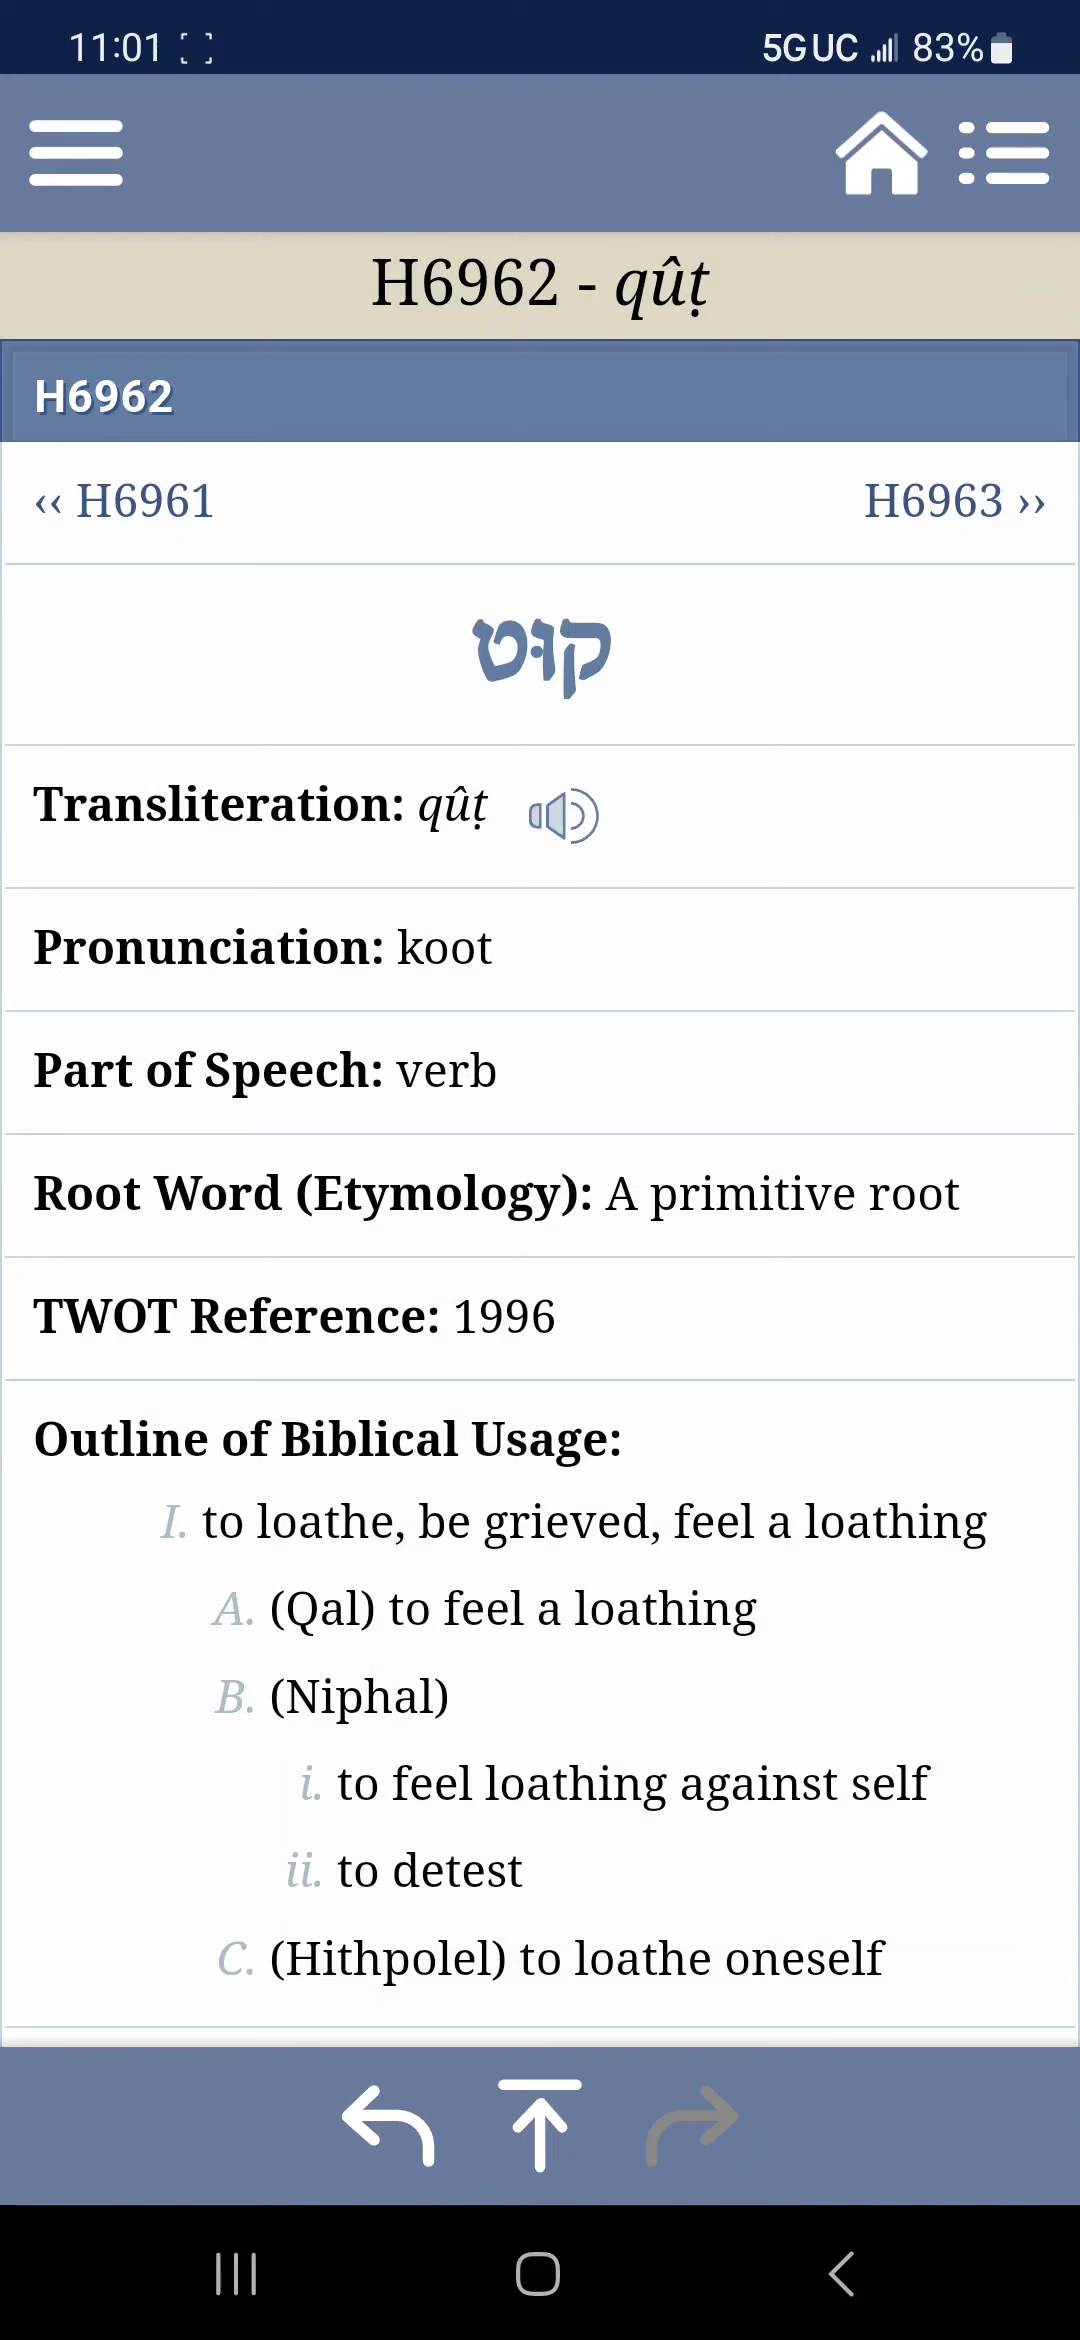 11:01 5G UC 83%
H6962 - qûṭ
H6962
‹‹ H6961 H6963 ››
קוּט
Transliteration: qûṭ
Pronunciation: koot
Part of Speech: verb
Root Word (Etymology): A primitive root
TWOT Reference: 1996
Outline of Biblical Usage:
I. to loathe, be grieved, feel a loathing
A. (Qal) to feel a loathing
B. (Niphal)
i. to feel loathing against self
ii. to detest
C. (Hithpolel) to loathe oneself